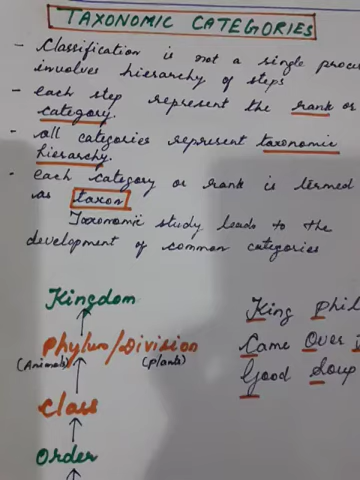 TAXONOMIC CATEGORIES
- Classification is not a single
involves hierarchy of steps
- each step represent the rank or
category.
- all categories represent taxonomic
hierarchy.
- each category or rank is termed
as taxon
Taxonomic study leads to the
development of common categories
Kingdom
Phylum/Division
(Animals) (plants)
Class
Order
King Phil
Came Over
Good Soup